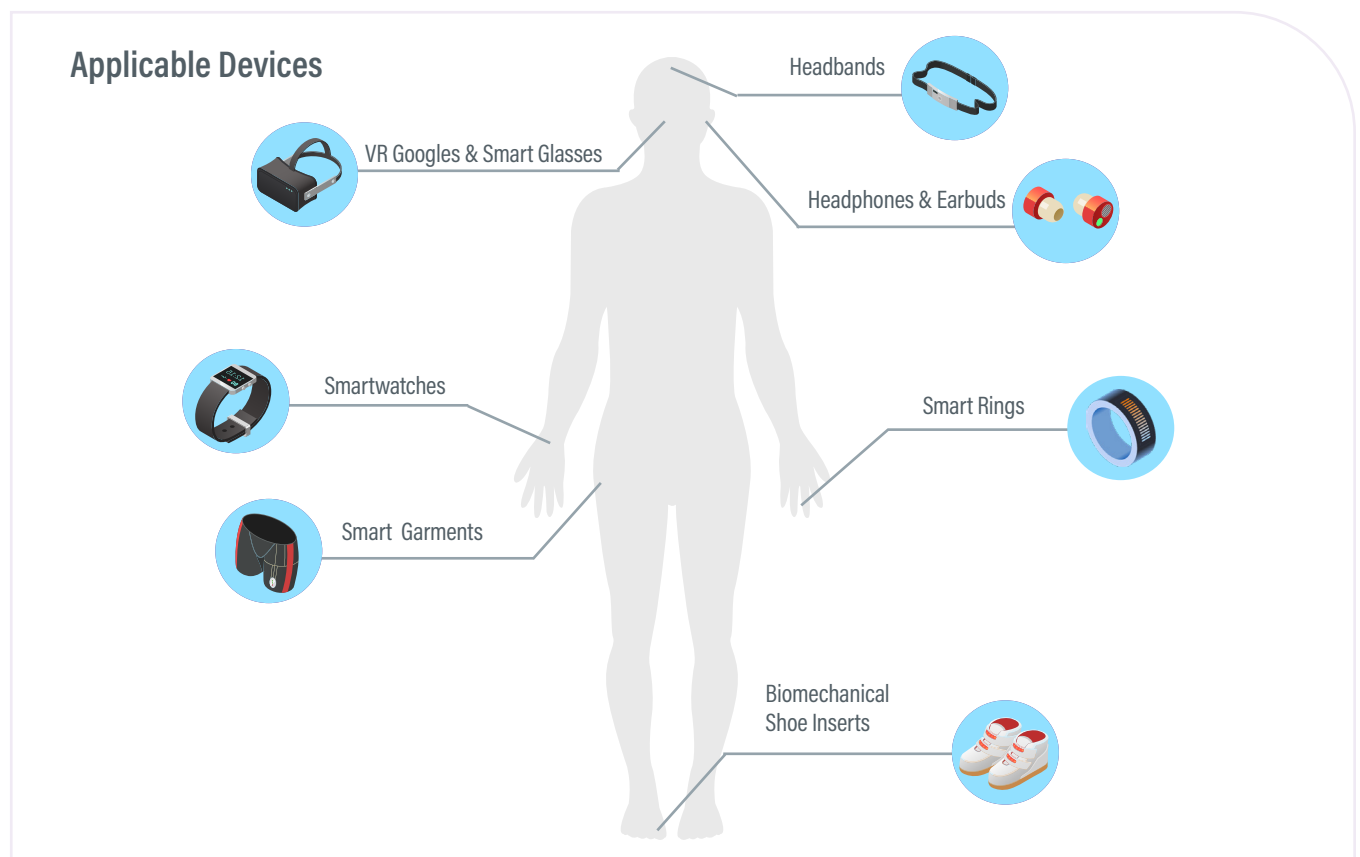 Applicable Devices
Headbands
VR Googles & Smart Glasses
Headphones & Earbuds
Smartwatches
Smart Rings
Smart Garments
Biomechanical
Shoe Inserts